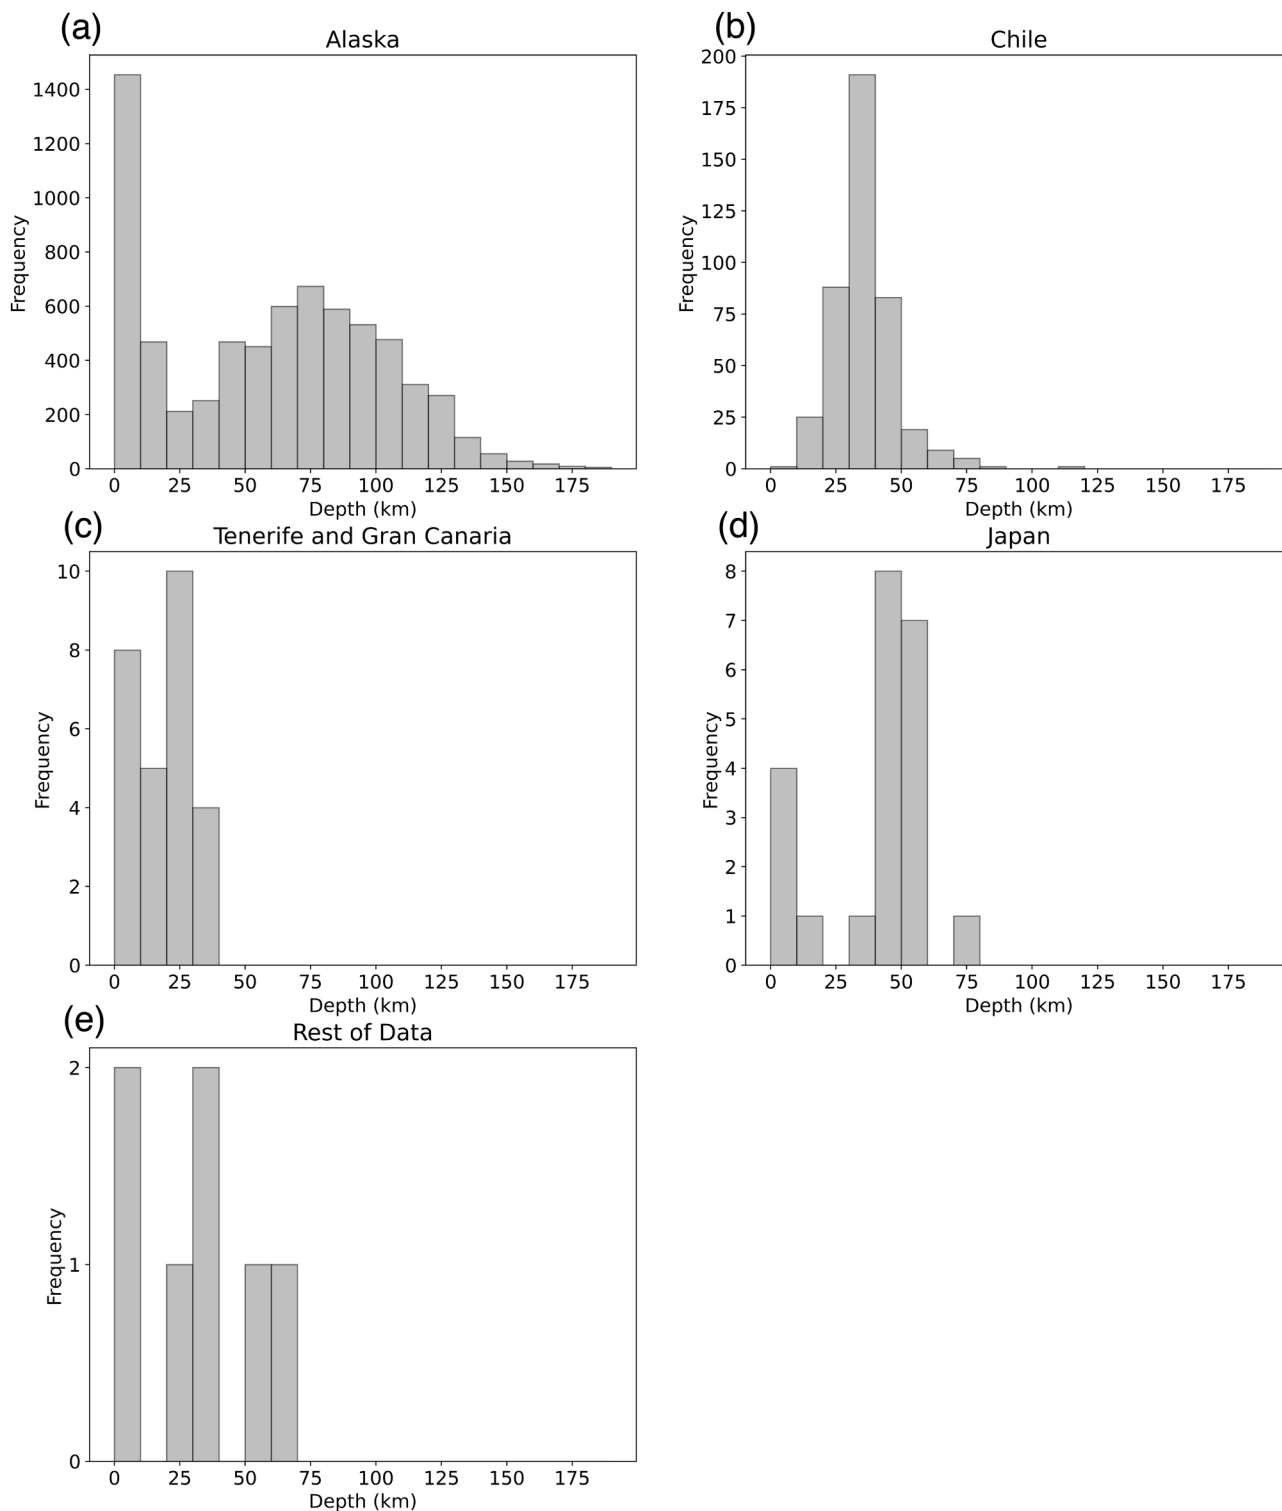 (a)
Alaska
Frequency
1400
1200
1000
800
600
400
200
0
0 25 50 75 100 125 150 175
Depth (km)
(b)
Chile
Frequency
200
175
150
125
100
75
50
25
0
0 25 50 75 100 125 150 175
Depth (km)
(c)
Tenerife and Gran Canaria
Frequency
10
8
6
4
2
0
0 25 50 75 100 125 150 175
Depth (km)
(d)
Japan
Frequency
8
7
6
5
4
3
2
1
0
0 25 50 75 100 125 150 175
Depth (km)
(e)
Rest of Data
Frequency
2
1
0
0 25 50 75 100 125 150 175
Depth (km)